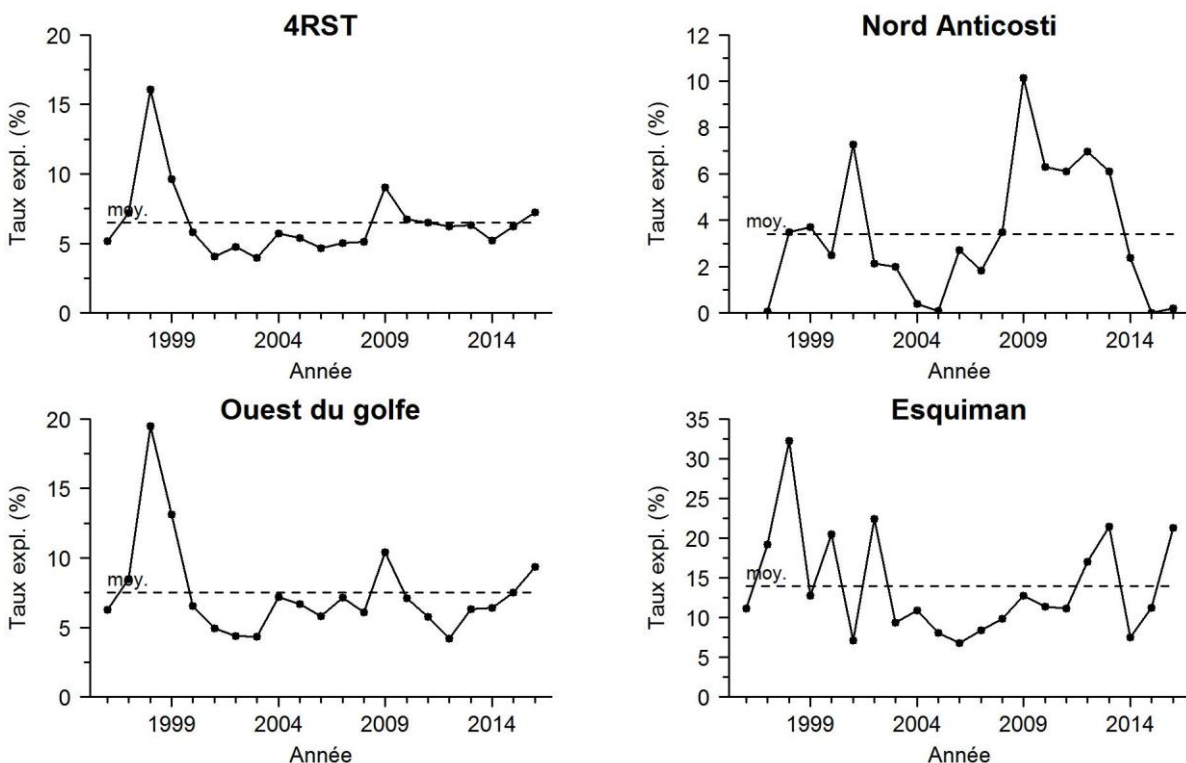 4RST
Taux expl. (%)
20
15
10
5
0
moy.
1999
2004
2009
2014
Année
Nord Anticosti
Taux expl. (%)
12
10
8
6
4
2
0
moy.
1999
2004
2009
2014
Année
Ouest du golfe
Taux expl. (%)
20
15
10
5
0
moy.
1999
2004
2009
2014
Année
Esquiman
Taux expl. (%)
35
30
25
20
15
10
5
0
moy.
1999
2004
2009
2014
Année